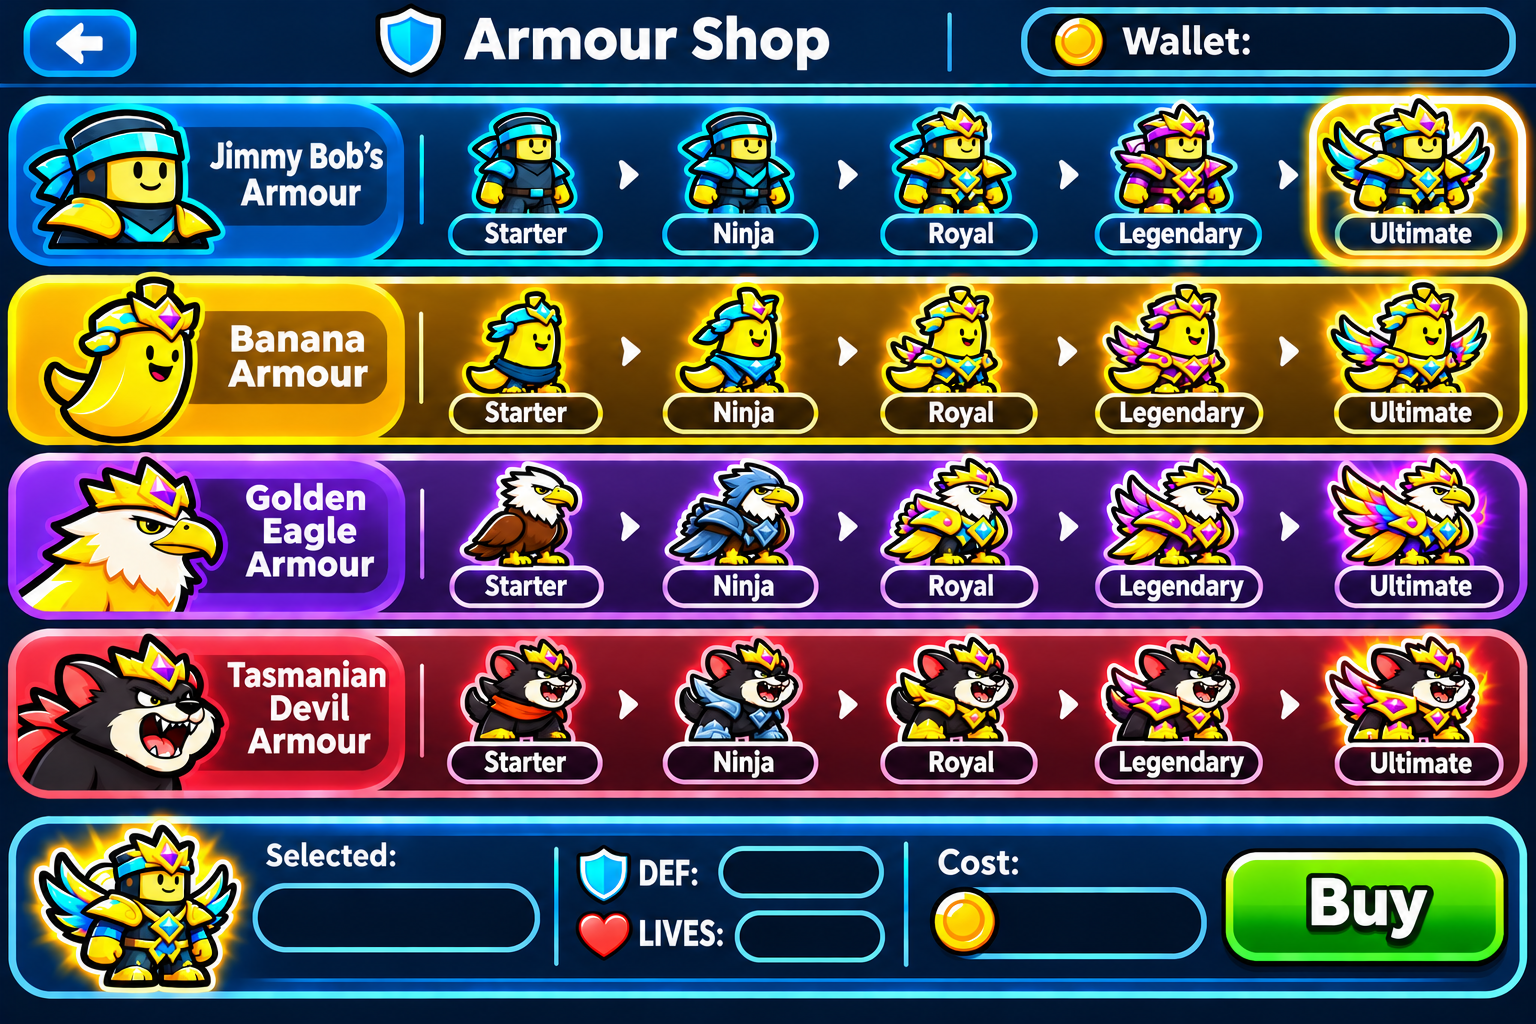 Armour Shop
Wallet:
Jimmy Bob's
Armour
Starter
Ninja
Royal
Legendary
Ultimate
Banana
Armour
Starter
Ninja
Royal
Legendary
Ultimate
Golden
Eagle
Armour
Starter
Ninja
Royal
Legendary
Ultimate
Tasmanian
Devil
Armour
Starter
Ninja
Royal
Legendary
Ultimate
Selected:
DEF:
LIVES:
Cost:
Buy